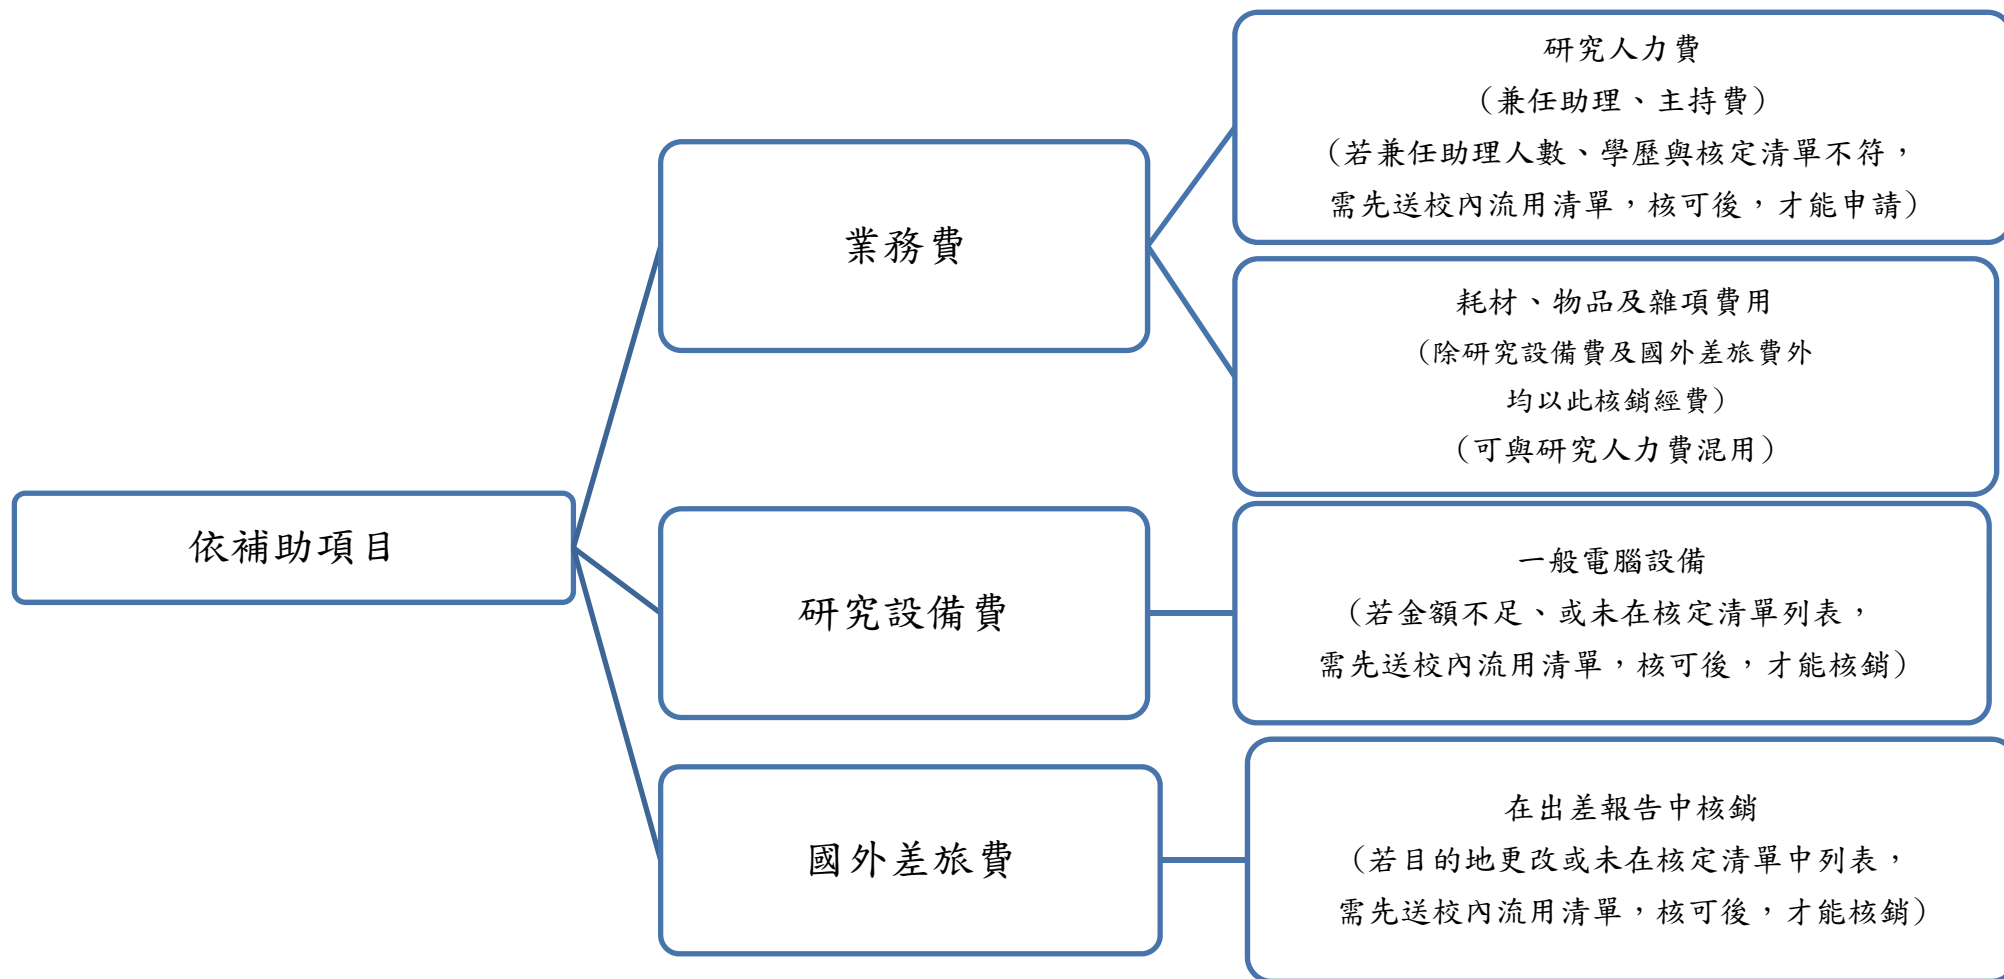 依補助項目
業務費
研究人力費
（兼任助理、主持費）
（若兼任助理人數、學歷與核定清單不符，
需先送校內流用清單，核可後，才能申請）
耗材、物品及雜項費用
（除研究設備費及國外差旅費外
均以此核銷經費）
（可與研究人力費混用）
研究設備費
一般電腦設備
（若金額不足、或未在核定清單列表，
需先送校內流用清單，核可後，才能核銷）
國外差旅費
在出差報告中核銷
（若目的地更改或未在核定清單中列表，
需先送校內流用清單，核可後，才能核銷）